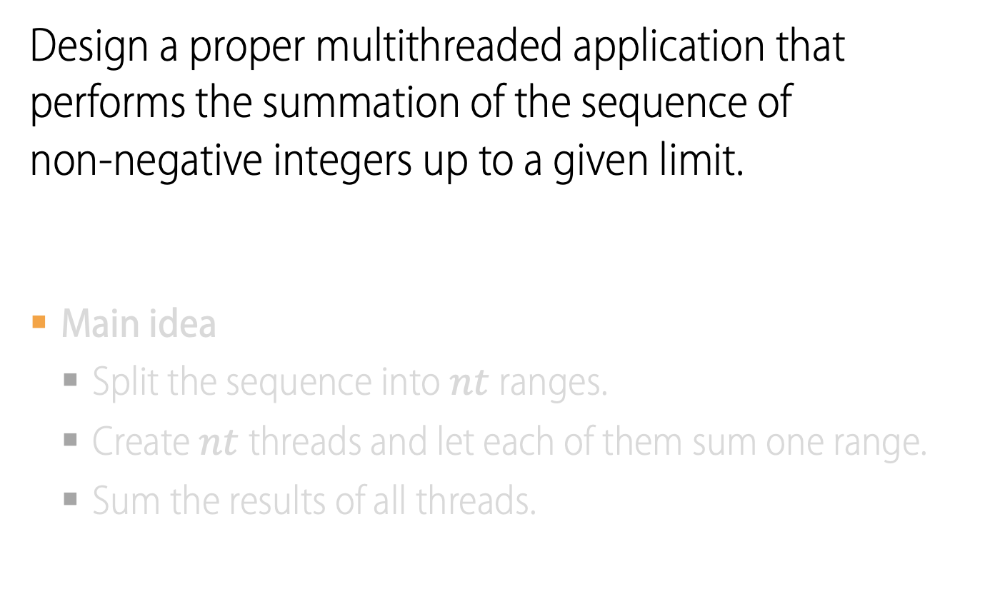 Design a proper multithreaded application that
performs the summation of the sequence of
non-negative integers up to a given limit.
Main idea
Split the sequence into nt ranges.
Create nt threads and let each of them sum one range.
Sum the results of all threads.